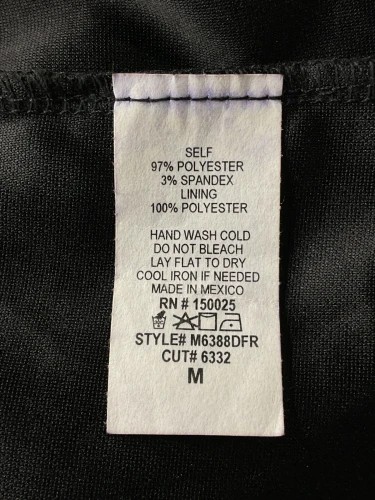 SELF
97% POLYESTER
3% SPANDEX
LINING
100% POLYESTER
HAND WASH COLD
DO NOT BLEACH
LAY FLAT TO DRY
COOL IRON IF NEEDED
MADE IN MEXICO
RN # 150025
STYLE# M6388DFR
CUT# 6332
M